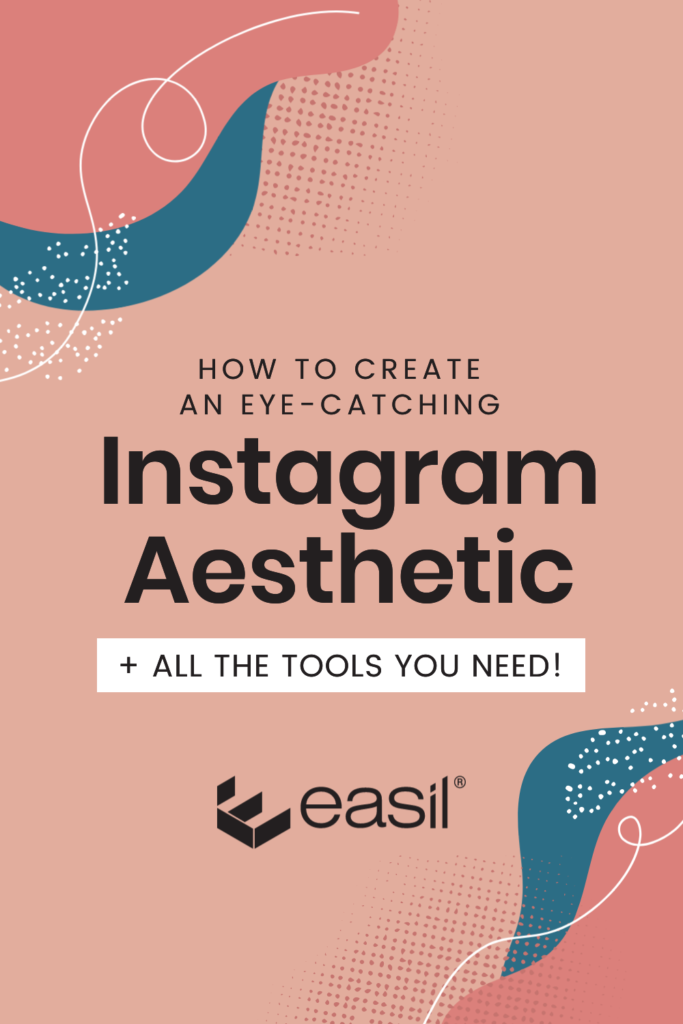 HOW TO CREATE
AN EYE-CATCHING
Instagram
Aesthetic
+ ALL THE TOOLS YOU NEED!
easil®